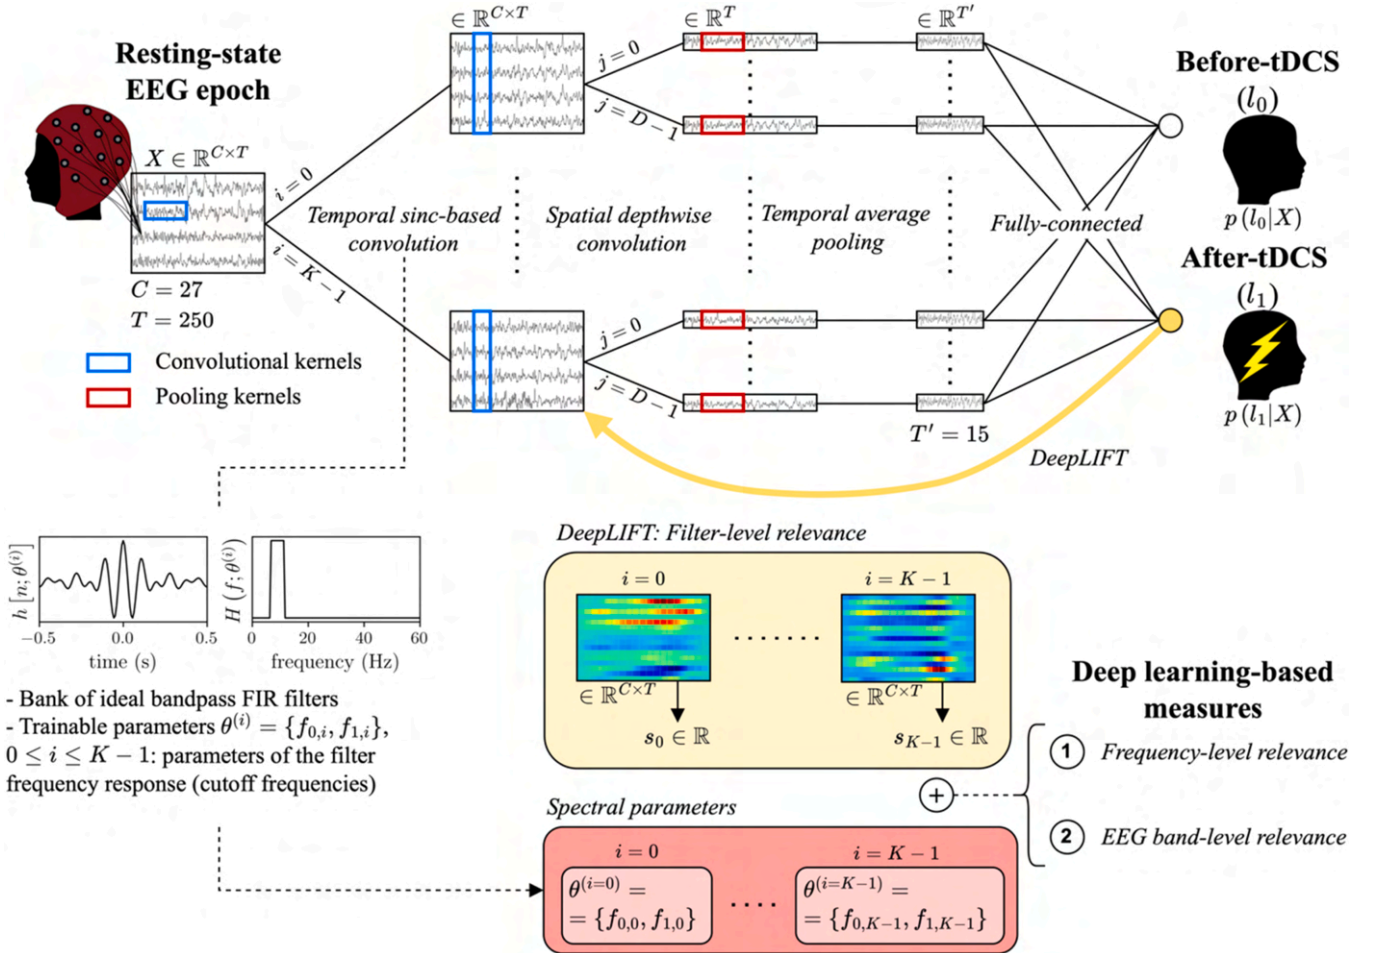 Resting-state
EEG epoch
X ∈ ℝ^{C×T}
C = 27
T = 250
Convolutional kernels
Pooling kernels
i = 0
i = K − 1
Temporal sinc-based
convolution
∈ ℝ^{C×T}
j = 0
j = D − 1
j = 0
j = D − 1
Spatial depthwise
convolution
∈ ℝ^T
Temporal average
pooling
∈ ℝ^{T'}
T' = 15
Fully-connected
Before-tDCS
(l₀)
p (l₀|X)
After-tDCS
(l₁)
p (l₁|X)
DeepLIFT
h [n; θ^{(i)}]
−0.5 0.0 0.5
time (s)
H (f; θ^{(i)})
0 20 40 60
frequency (Hz)
- Bank of ideal bandpass FIR filters
- Trainable parameters θ^{(i)} = {f_{0,i}, f_{1,i}},
0 ≤ i ≤ K − 1: parameters of the filter
frequency response (cutoff frequencies)
DeepLIFT: Filter-level relevance
i = 0
i = K − 1
.......
∈ ℝ^{C×T}
∈ ℝ^{C×T}
s₀ ∈ ℝ
s_{K−1} ∈ ℝ
+
Spectral parameters
i = 0
i = K − 1
θ^{(i=0)} =
= {f_{0,0}, f_{1,0}}
....
θ^{(i=K−1)} =
= {f_{0,K−1}, f_{1,K−1}}
Deep learning-based
measures
1 Frequency-level relevance
2 EEG band-level relevance